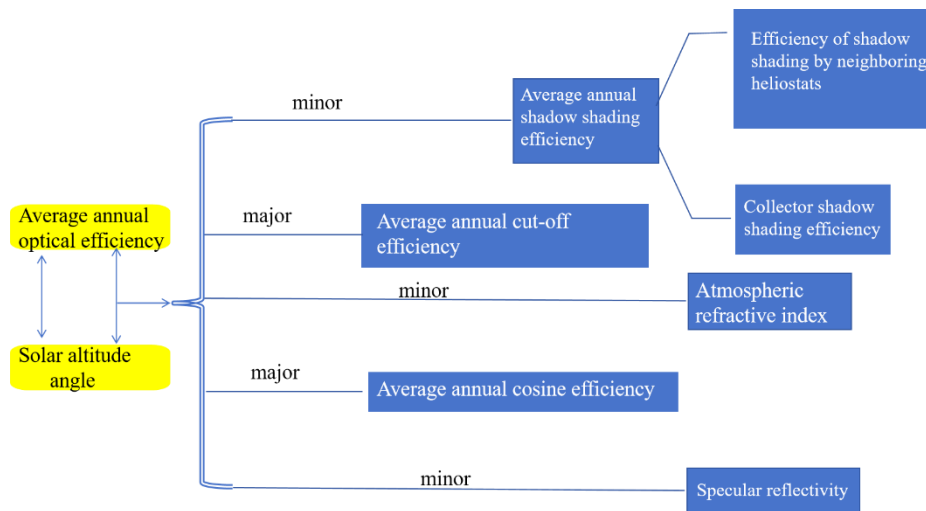 Efficiency of shadow
shading by neighboring
heliostats
minor
Average annual
shadow shading
efficiency
Average annual
optical efficiency
major
Average annual cut-off
efficiency
Collector shadow
shading efficiency
minor
Atmospheric
refractive index
Solar altitude
angle
major
Average annual cosine efficiency
minor
Specular reflectivity